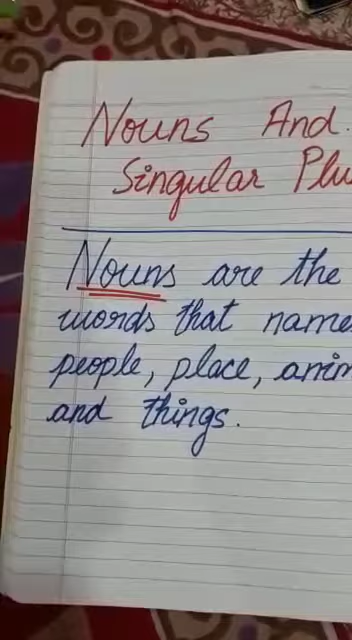 Nouns And
Singular Plu
Nouns are the
words that name
people, place, anim
and things.